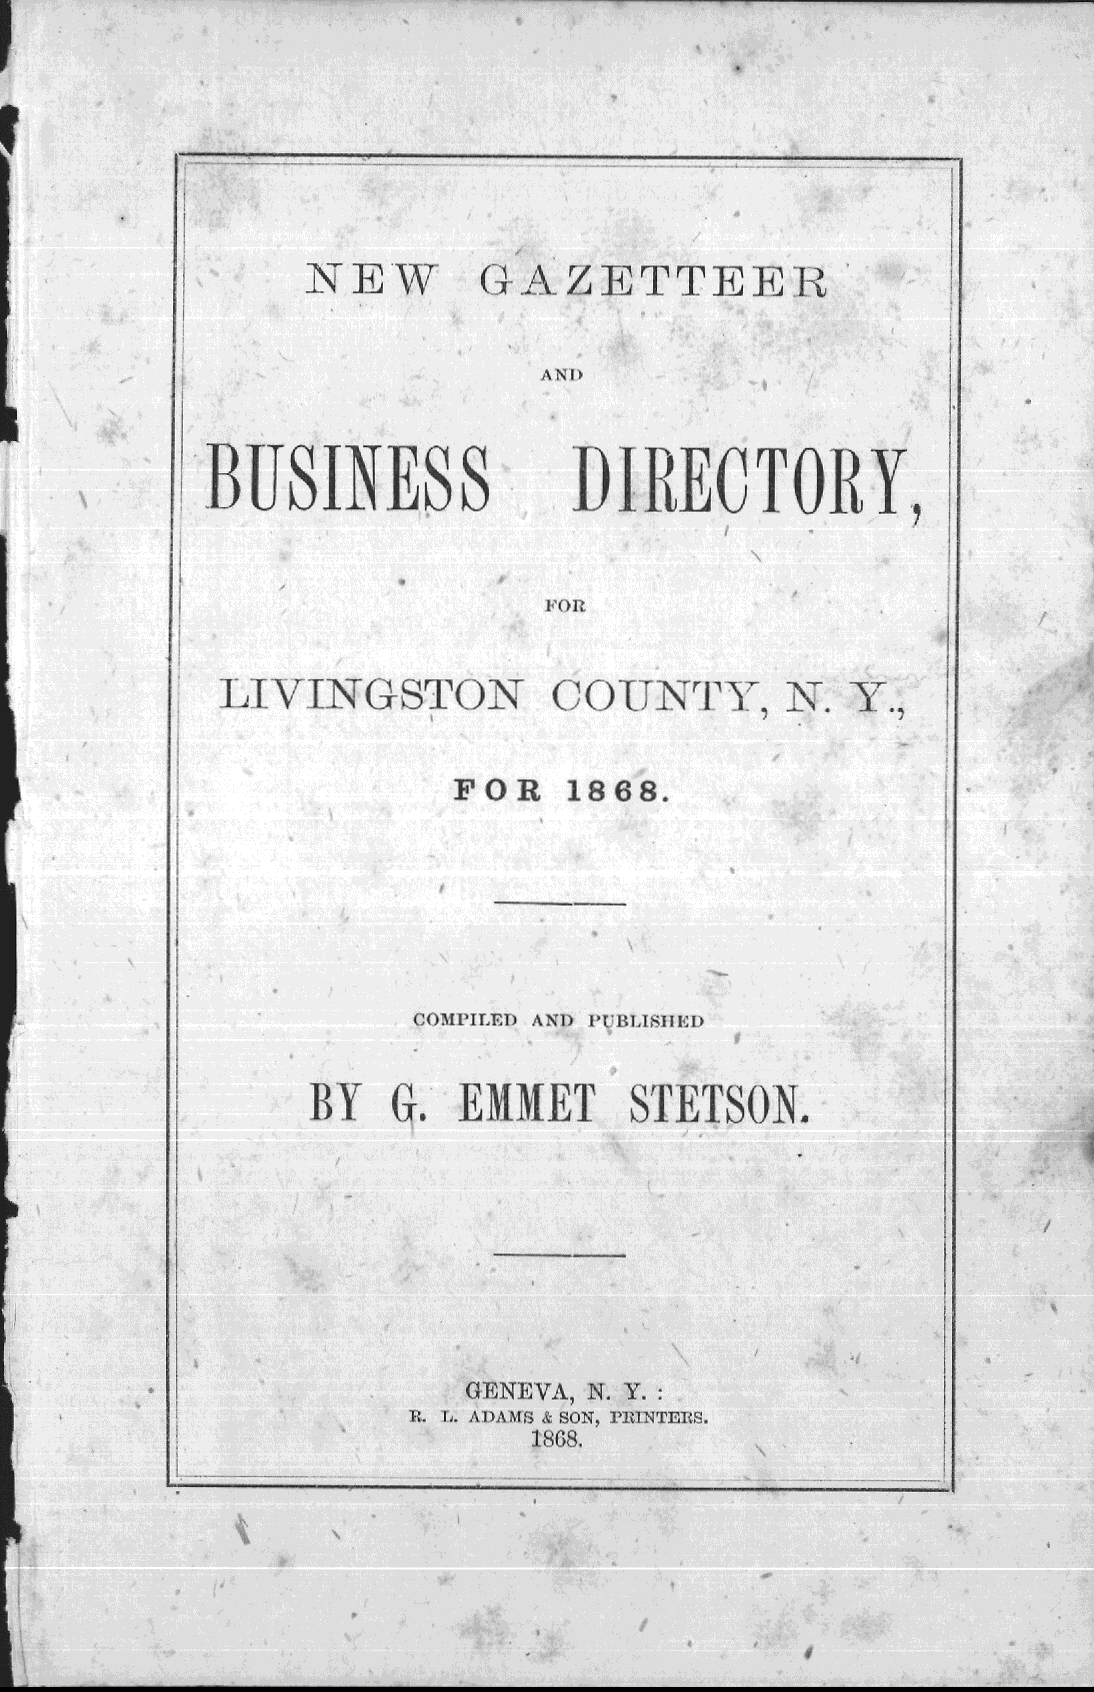 NEW GAZETTEER
AND
BUSINESS DIRECTORY,
FOR
LIVINGSTON COUNTY, N. Y.,
FOR 1868.
COMPILED AND PUBLISHED
BY G. EMMET STETSON.
GENEVA, N. Y. :
R. L. ADAMS & SON, PRINTERS.
1868.